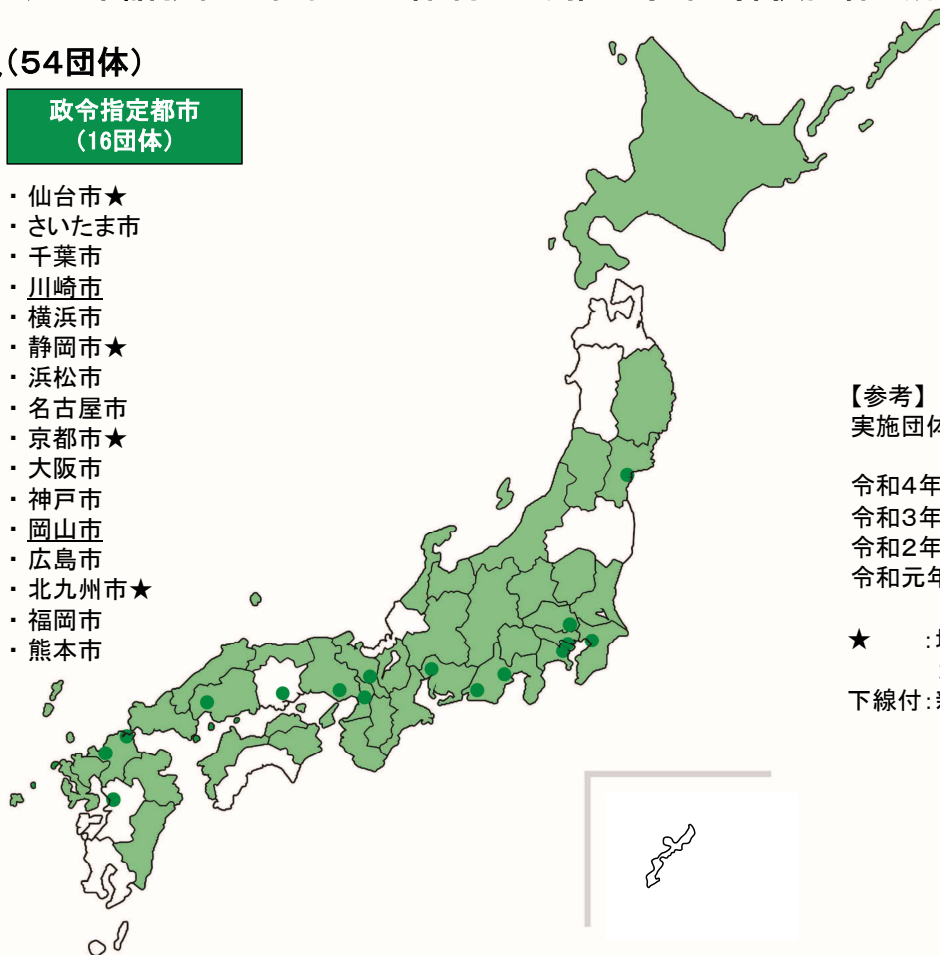 (54団体)
政令指定都市
(16団体)
・ 仙台市★
・ さいたま市
・ 千葉市
・ 川崎市
・ 横浜市
・ 静岡市★
・ 浜松市
・ 名古屋市
・ 京都市★
・ 大阪市
・ 神戸市
・ 岡山市
・ 広島市
・ 北九州市★
・ 福岡市
・ 熊本市
【参考】
実施団体
令和4年
令和3年
令和2年
令和元年
★ :
下線付: